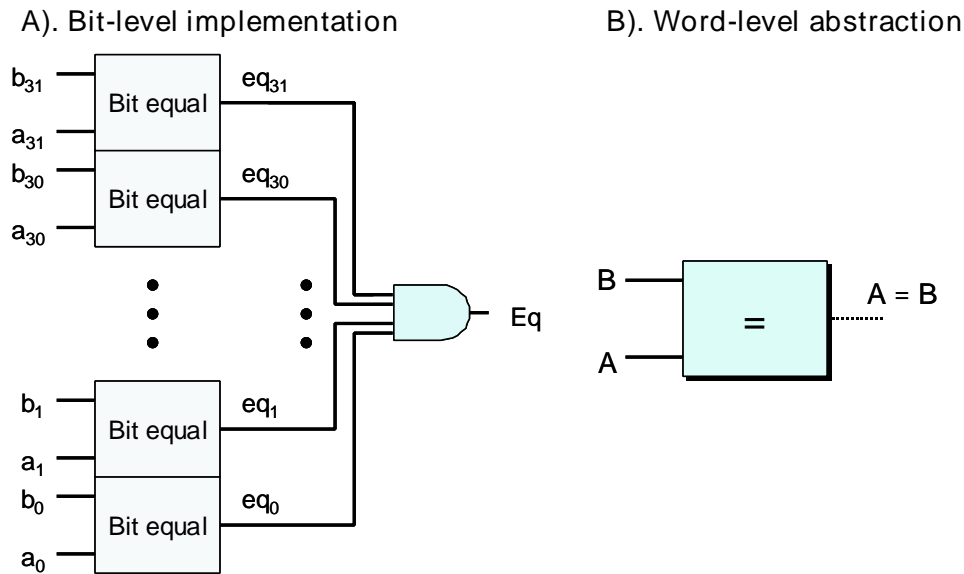 A). Bit-level implementation
B). Word-level abstraction
b31
Bit equal
eq31
a31
b30
Bit equal
eq30
a30
Eq
b1
Bit equal
eq1
a1
b0
Bit equal
eq0
a0
B
=
A = B
A